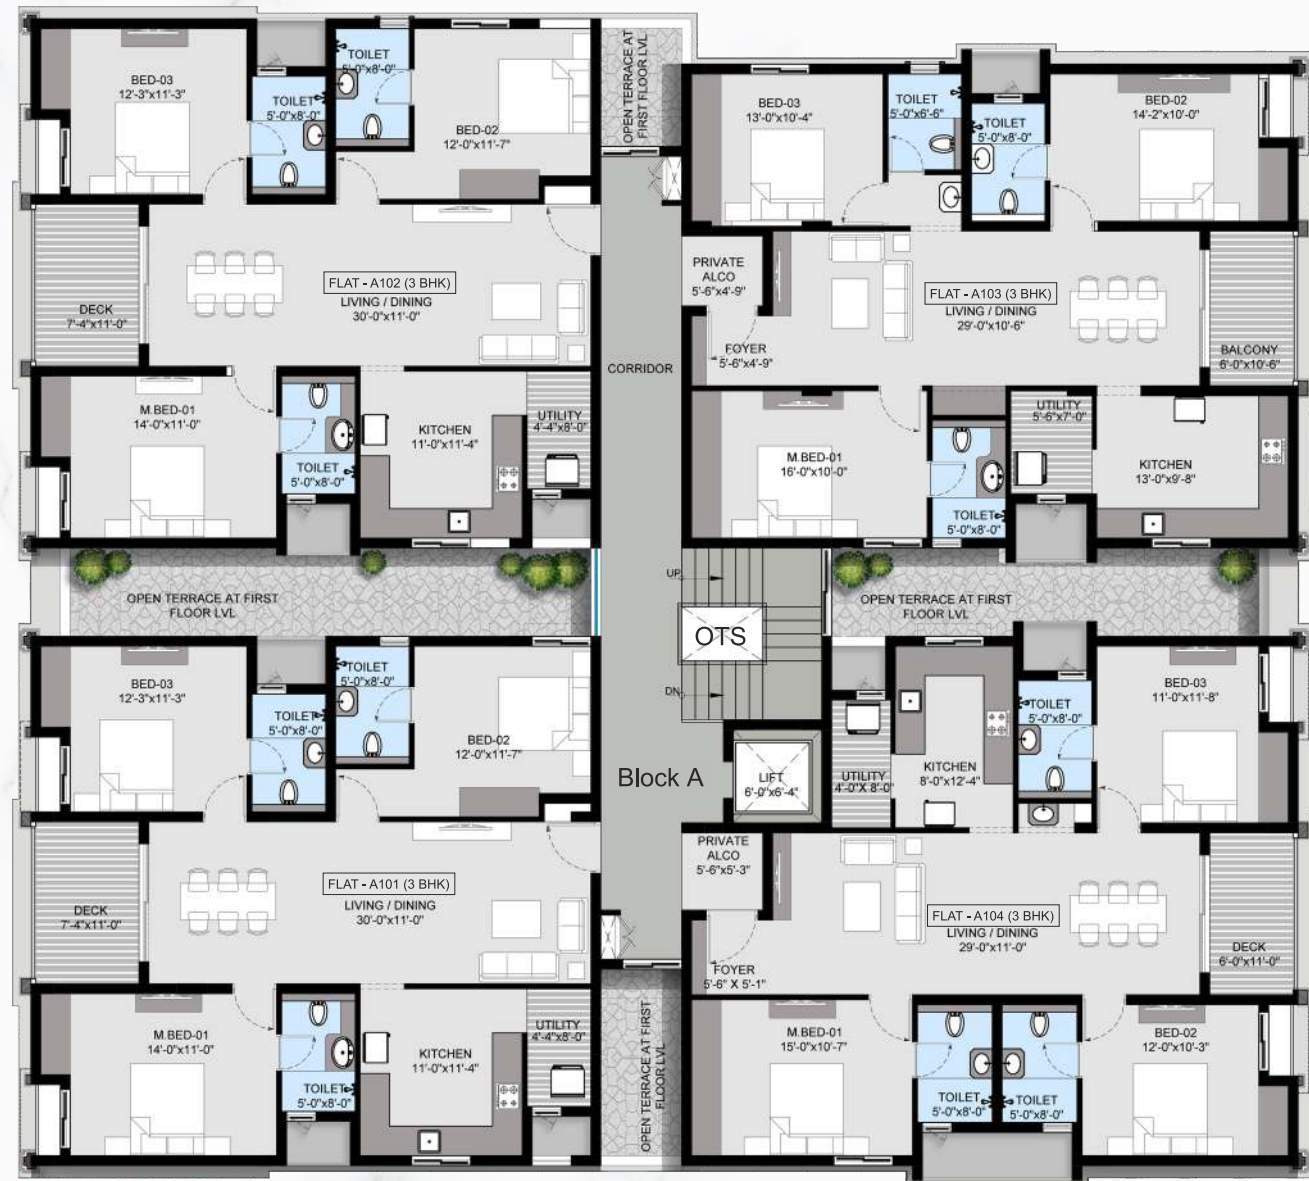 BED-03
12'-3"x11'-3"
TOILET
5'-0"x8'-0"
TOILET
5'-0"x8'-0"
BED-02
12'-0"x11'-7"
FLAT - A102 (3 BHK)
LIVING / DINING
30'-0"x11'-0"
DECK
7'-4"x11'-0"
M.BED-01
14'-0"x11'-0"
TOILET
5'-0"x8'-0"
KITCHEN
11'-0"x11'-4"
UTILITY
4'-4"x8'-0"
OPEN TERRACE AT
FIRST FLOOR LVL
CORRIDOR
BED-03
13'-0"x10'-4"
TOILET
5'-0"x6'-6"
TOILET
5'-0"x8'-0"
BED-02
14'-2"x10'-0"
PRIVATE
ALCO
5'-6"x4'-9"
FOYER
5'-6"x4'-9"
FLAT - A103 (3 BHK)
LIVING / DINING
29'-0"x10'-6"
BALCONY
6'-0"x10'-6"
M.BED-01
16'-0"x10'-0"
TOILET
5'-0"x8'-0"
UTILITY
5'-6"x7'-0"
KITCHEN
13'-0"x9'-8"
OPEN TERRACE AT FIRST
FLOOR LVL
UP
OTS
DN
OPEN TERRACE AT FIRST
FLOOR LVL
BED-03
12'-3"x11'-3"
TOILET
5'-0"x8'-0"
TOILET
5'-0"x8'-0"
BED-02
12'-0"x11'-7"
Block A
LIFT
6'-0"x6'-4"
UTILITY
4'-0"X 8'-0"
KITCHEN
8'-0"x12'-4"
TOILET
5'-0"x8'-0"
BED-03
11'-0"x11'-8"
FLAT - A101 (3 BHK)
LIVING / DINING
30'-0"x11'-0"
DECK
7'-4"x11'-0"
M.BED-01
14'-0"x11'-0"
TOILET
5'-0"x8'-0"
KITCHEN
11'-0"x11'-4"
UTILITY
4'-4"x8'-0"
OPEN TERRACE AT FIRST
FLOOR LVL
PRIVATE
ALCO
5'-6"x5'-3"
FOYER
5'-6" X 5'-1"
FLAT - A104 (3 BHK)
LIVING / DINING
29'-0"x11'-0"
DECK
6'-0"x11'-0"
M.BED-01
15'-0"x10'-7"
TOILET
5'-0"x8'-0"
TOILET
5'-0"x8'-0"
BED-02
12'-0"x10'-3"